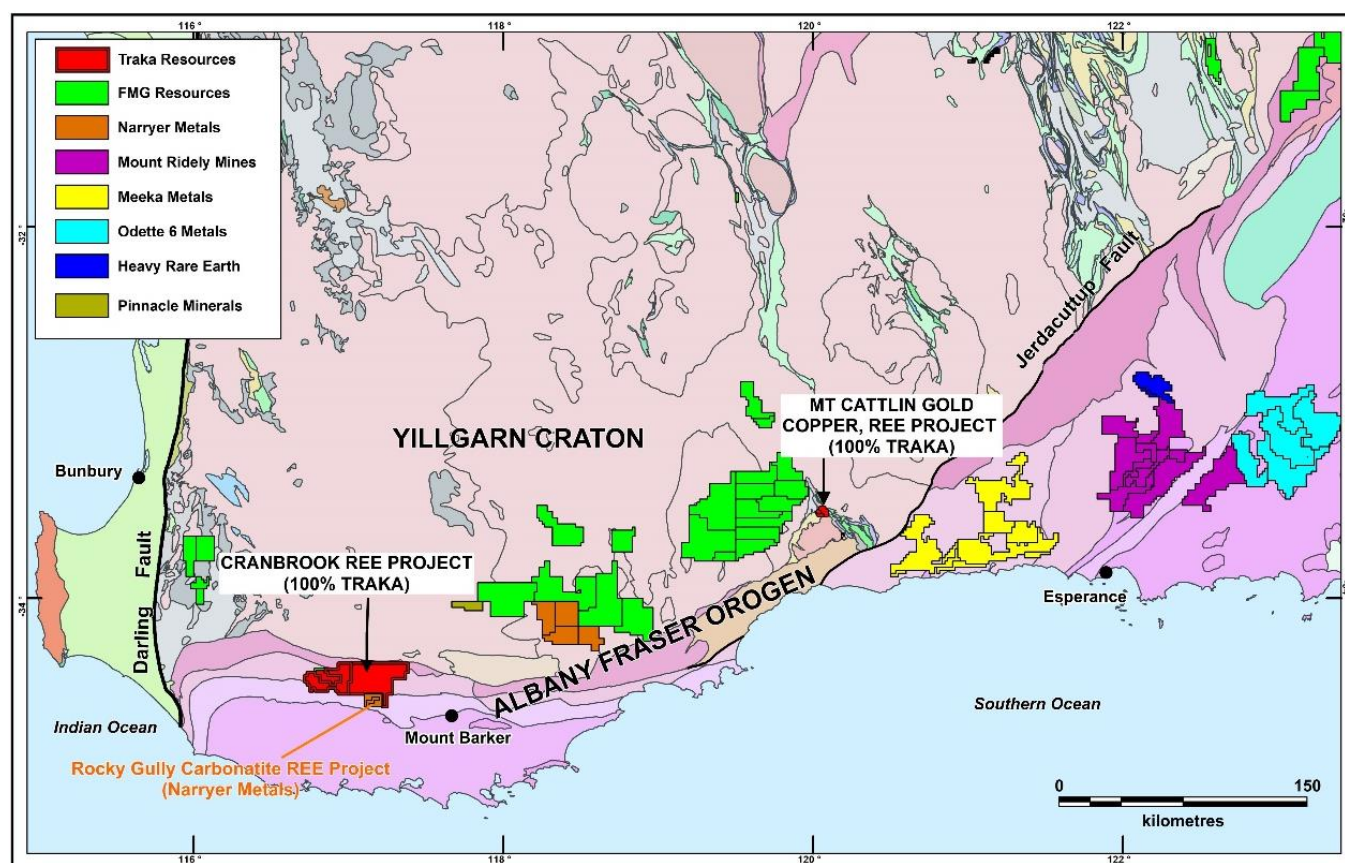 116 °
118 °
120 °
122 °
Traka Resources
FMG Resources
Narryer Metals
Mount Ridely Mines
Meeka Metals
Odette 6 Metals
Heavy Rare Earth
Pinnacle Minerals
-32 °
Jerdacuttup Fault
YILLGARN CRATON
MT CATTLIN GOLD
COPPER, REE PROJECT
(100% TRAKA)
Bunbury
Darling Fault
CRANBROOK REE PROJECT
(100% TRAKA)
-34 °
Esperance
ALBANY FRASER OROGEN
Indian Ocean
Mount Barker
Southern Ocean
Rocky Gully Carbonatite REE Project
(Narryer Metals)
0
150
kilometres
116 °
118 °
120 °
122 °